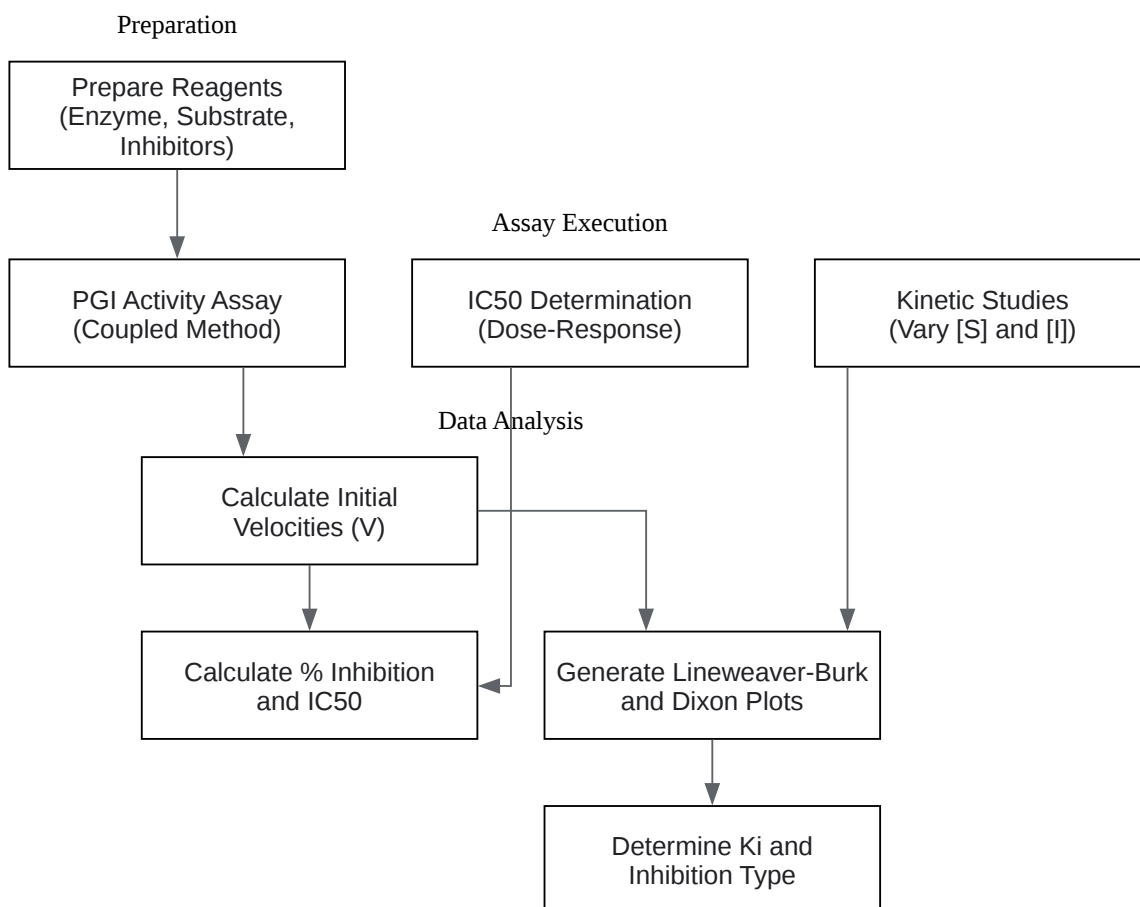 Preparation
Prepare Reagents
(Enzyme, Substrate,
Inhibitors)
Assay Execution
PGI Activity Assay
(Coupled Method)
IC50 Determination
(Dose-Response)
Kinetic Studies
(Vary [S] and [I])
Data Analysis
Calculate Initial
Velocities (V)
Calculate % Inhibition
and IC50
Generate Lineweaver-Burk
and Dixon Plots
Determine Ki and
Inhibition Type